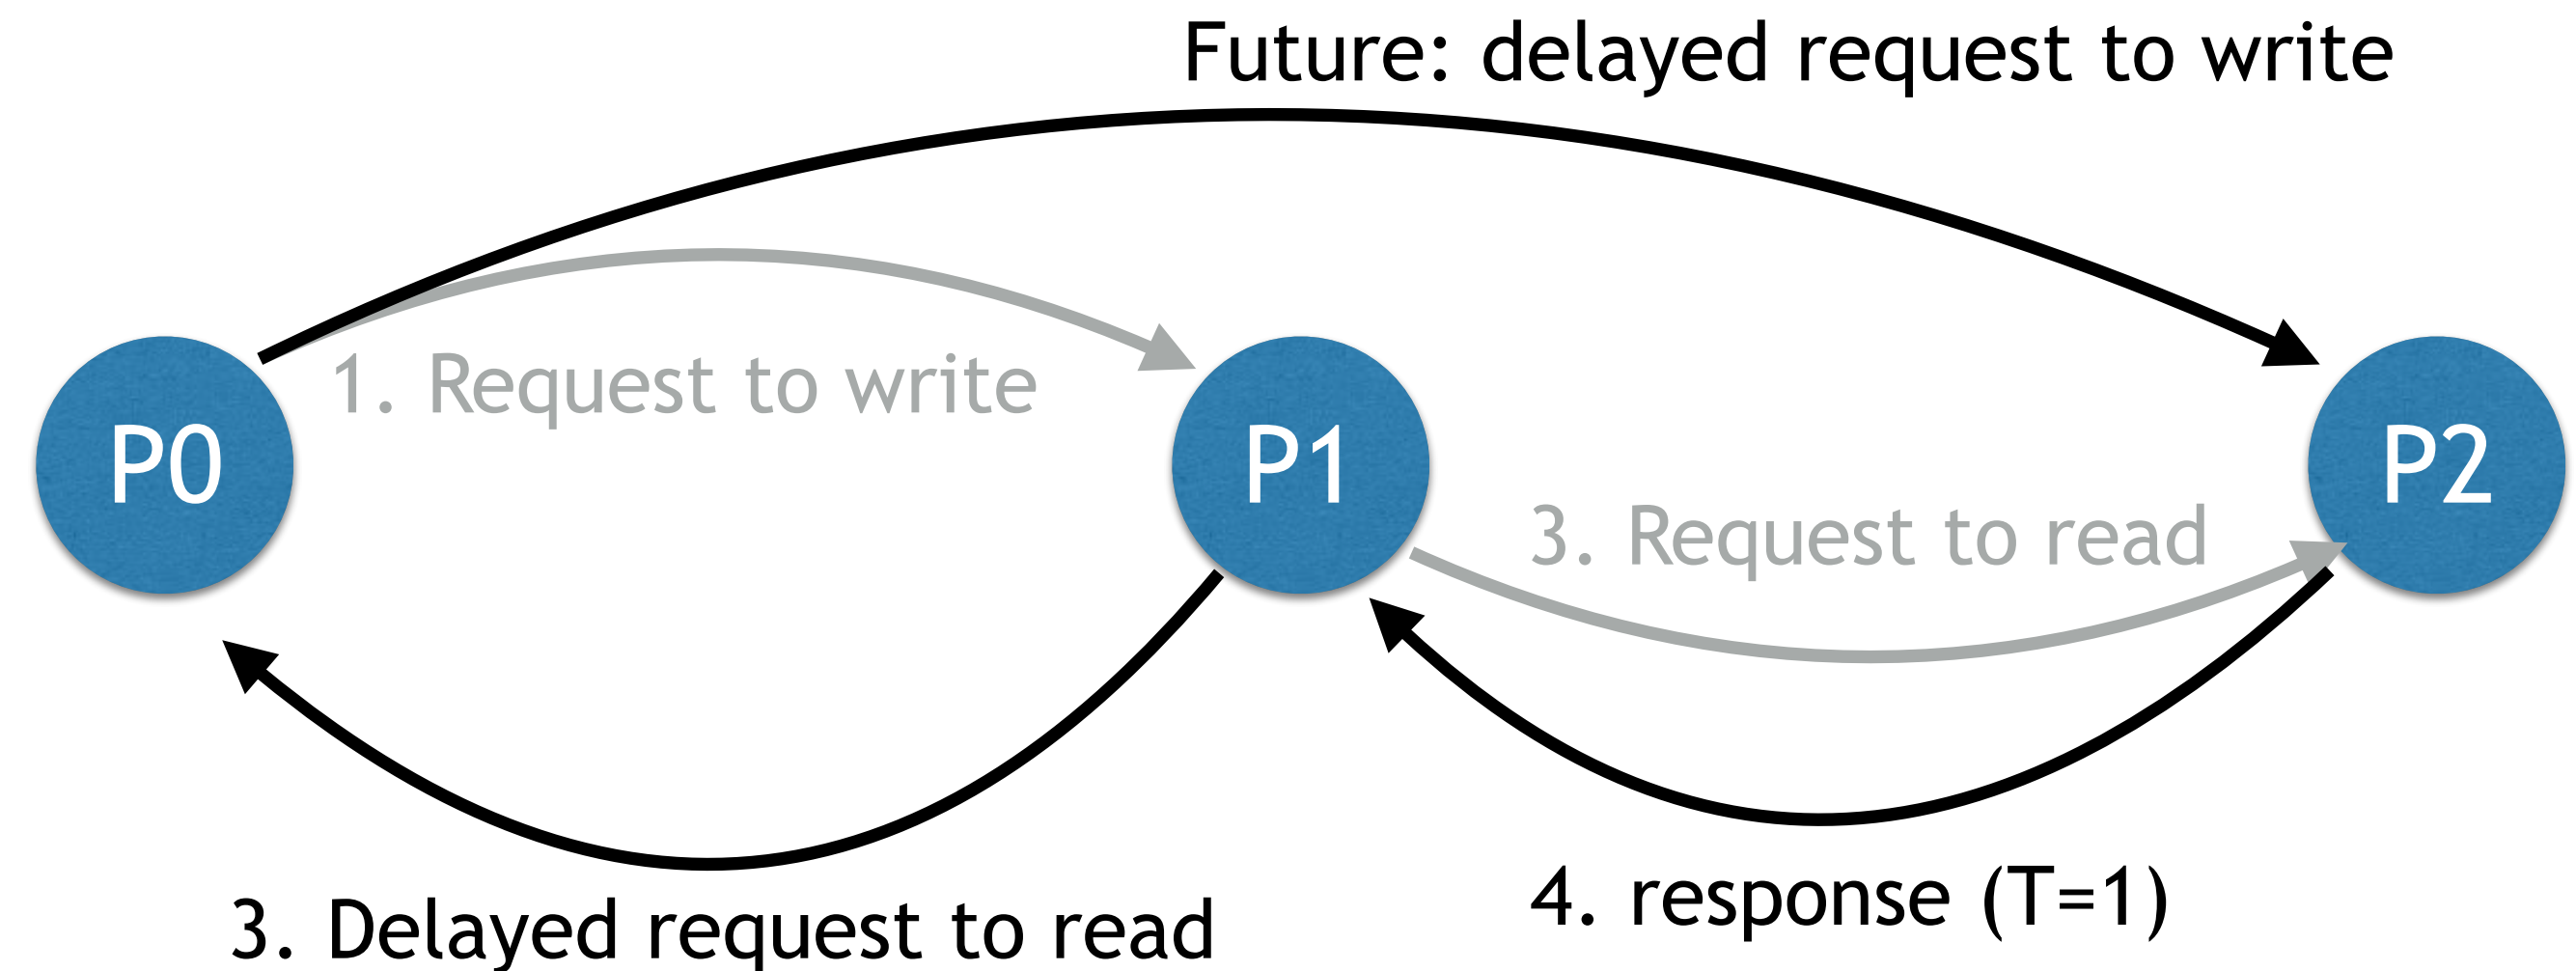 Future: delayed request to write
1. Request to write
P0
P1
P2
3. Request to read
3. Delayed request to read
4. response (T=1)